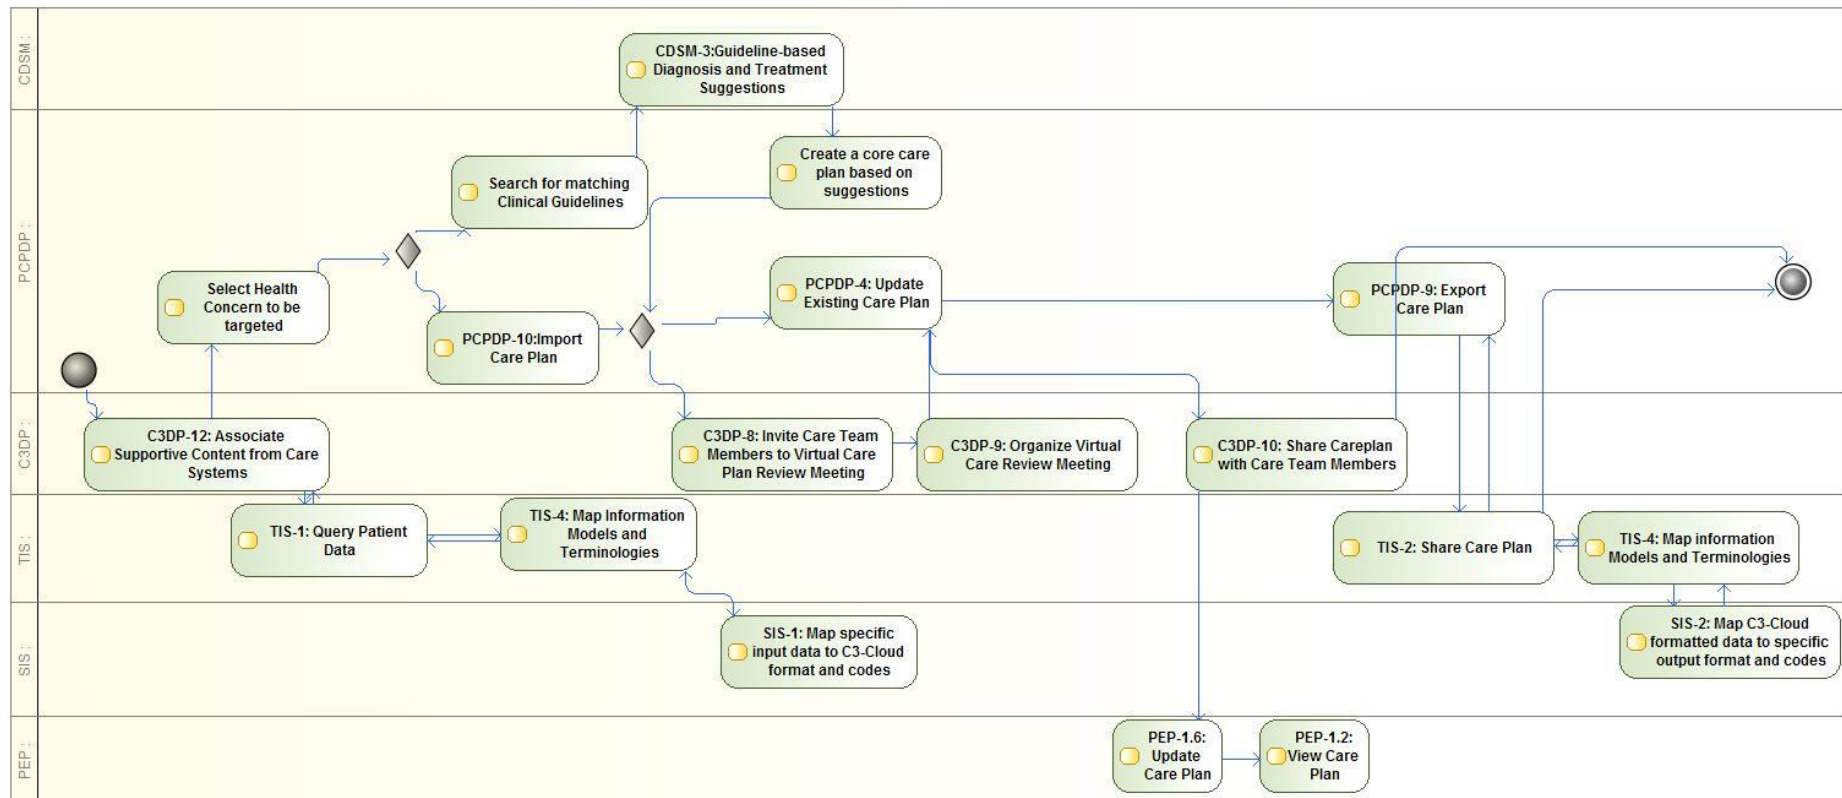 CDSM :
CDSM-3:Guideline-based
Diagnosis and Treatment
Suggestions
PCPDP :
Create a core care
plan based on
suggestions
Search for matching
Clinical Guidelines
Select Health
Concern to be
targeted
PCPDP-10:Import
Care Plan
PCPDP-4: Update
Existing Care Plan
PCPDP-9: Export
Care Plan
C3DP :
C3DP-12: Associate
Supportive Content from Care
Systems
C3DP-8: Invite Care Team
Members to Virtual Care
Plan Review Meeting
C3DP-9: Organize Virtual
Care Review Meeting
C3DP-10: Share Careplan
with Care Team Members
TIS :
TIS-1: Query Patient
Data
TIS-4: Map Information
Models and
Terminologies
TIS-2: Share Care Plan
TIS-4: Map information
Models and Terminologies
SIS :
SIS-1: Map specific
input data to C3-Cloud
format and codes
SIS-2: Map C3-Cloud
formatted data to specific
output format and codes
PEP :
PEP-1.6:
Update
Care Plan
PEP-1.2:
View Care
Plan